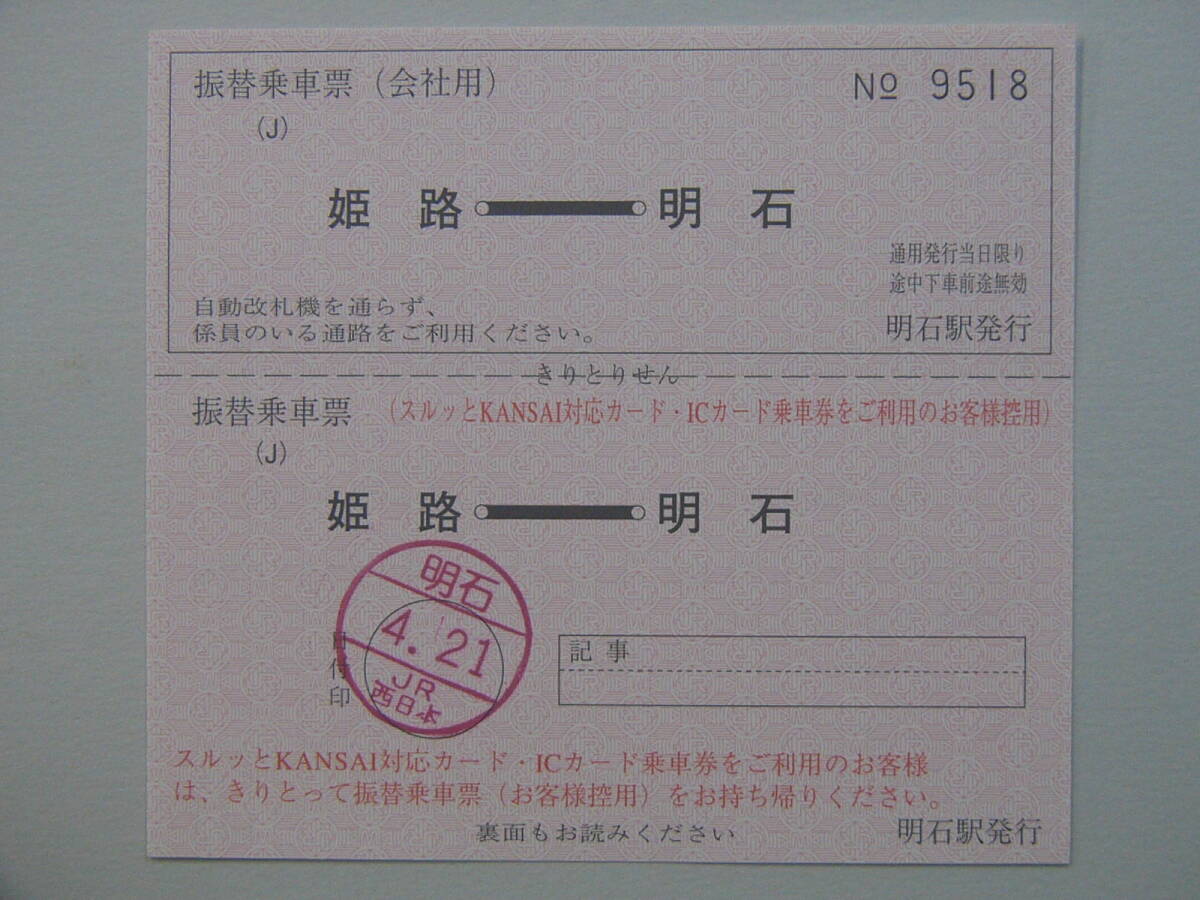 振替乗車票（会社用）
№ 9518
（J）
姫路 明石
通用発行当日限り
途中下車前途無効
自動改札機を通らず、
係員のいる通路をご利用ください。
明石駅発行
きりとりせん
振替乗車票 （スルッとKANSAI対応カード・ICカード乗車券をご利用のお客様控用）
（J）
姫路 明石
明石
4.21
JR
西日本
日付印
記事
スルッとKANSAI対応カード・ICカード乗車券をご利用のお客様
は、きりとって振替乗車票（お客様控用）をお持ち帰りください。
裏面もお読みください
明石駅発行